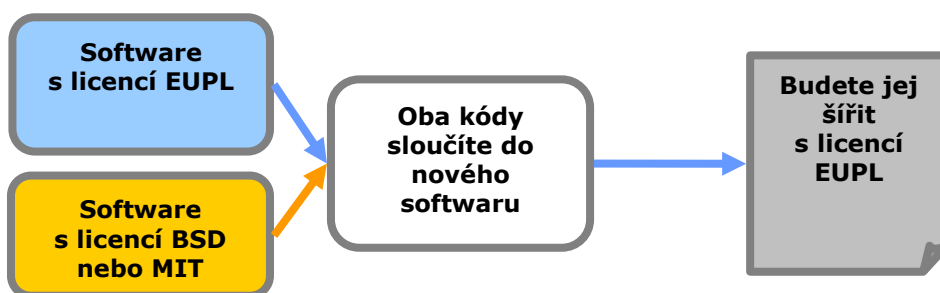 Software
s licencí EUPL
Software
s licencí BSD
nebo MIT
Oba kódy
sloučíte do
nového
softwaru
Budete jej
šířit
s licencí
EUPL